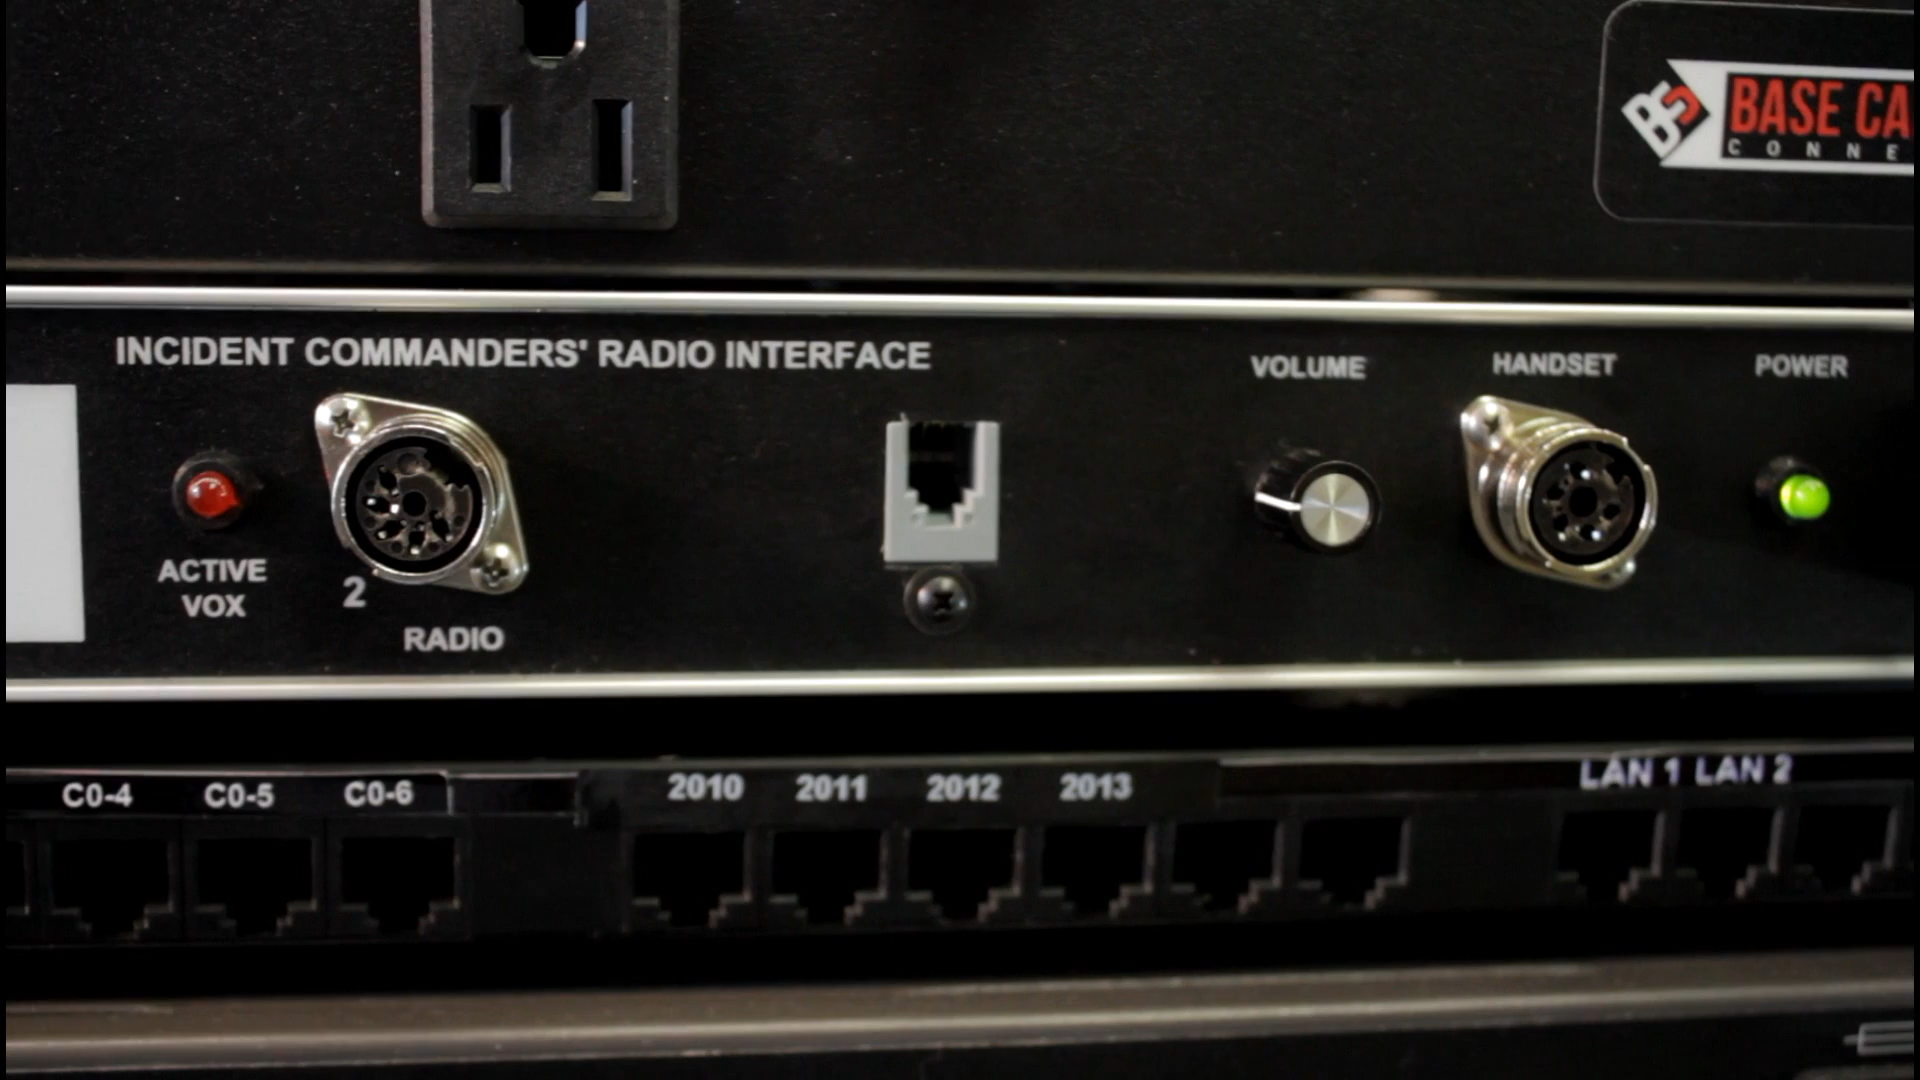 BASE CA
CONNE
INCIDENT COMMANDERS' RADIO INTERFACE
VOLUME
HANDSET
POWER
ACTIVE
VOX
2
RADIO
C0-4
C0-5
C0-6
2010
2011
2012
2013
LAN 1
LAN 2